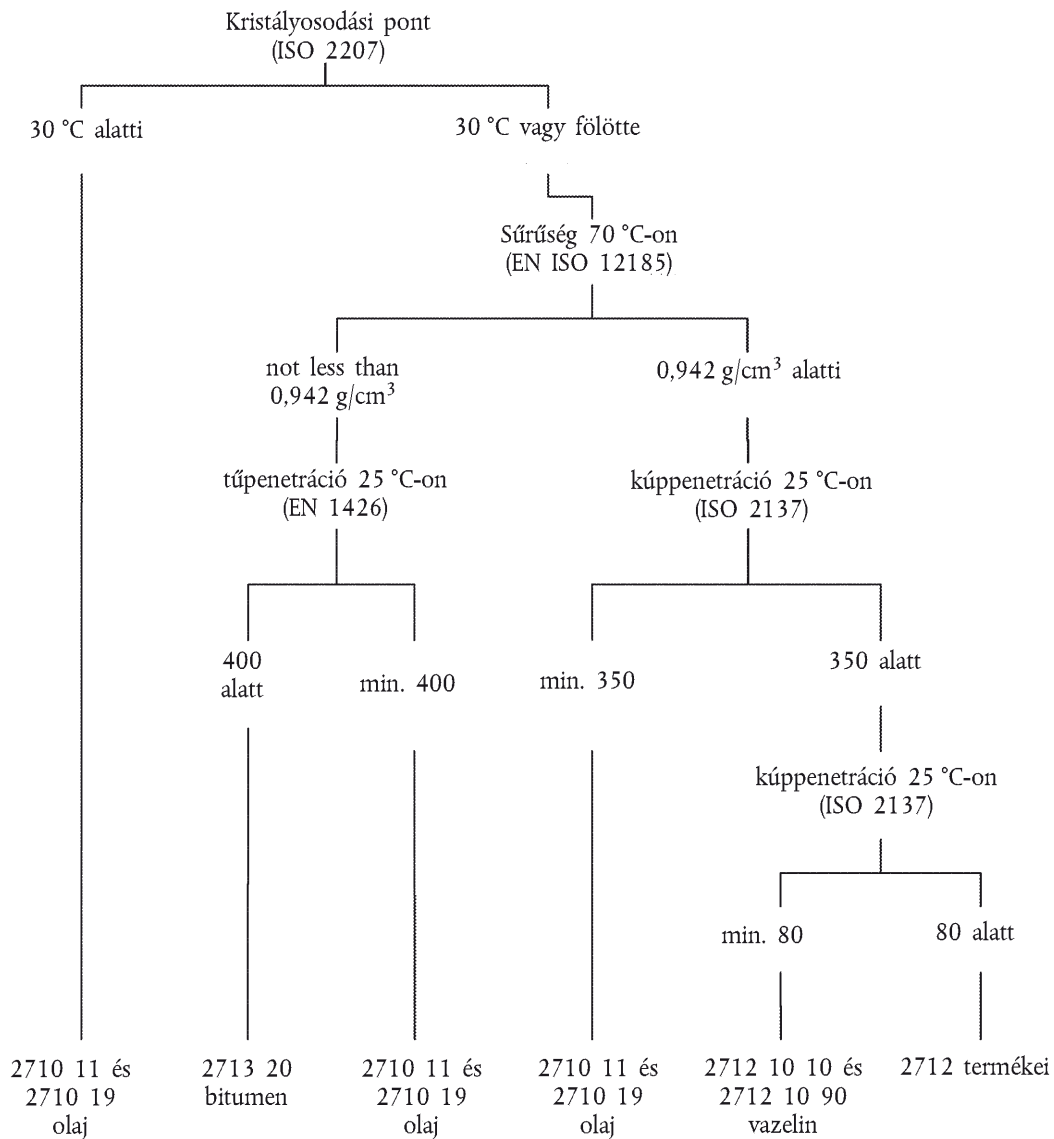 Kristályosodási pont
(ISO 2207)
30 °C alatti
30 °C vagy fölötte
Sűrűség 70 °C-on
(EN ISO 12185)
not less than
0,942 g/cm³
0,942 g/cm³ alatti
tűpenetráció 25 °C-on
(EN 1426)
kúppenetráció 25 °C-on
(ISO 2137)
400
alatt
min. 400
min. 350
350 alatt
kúppenetráció 25 °C-on
(ISO 2137)
min. 80
80 alatt
2710 11 és
2710 19
olaj
2713 20
bitumen
2710 11 és
2710 19
olaj
2710 11 és
2710 19
olaj
2712 10 10 és
2712 10 90
vazelin
2712 termékei